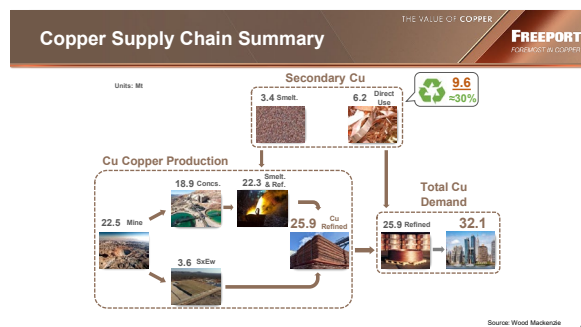 THE VALUE OF COPPER
Copper Supply Chain Summary
FREEPORT
FOREMOST IN COPPER
Units: Mt
Secondary Cu
3.4 Smelt.
6.2 Direct Use
9.6
≈30%
Cu Copper Production
18.9 Concs.
22.3 Smelt. & Ref.
22.5 Mine
25.9 Cu Refined
3.6 SxEw
Total Cu
Demand
25.9 Refined
32.1
Source: Wood Mackenzie